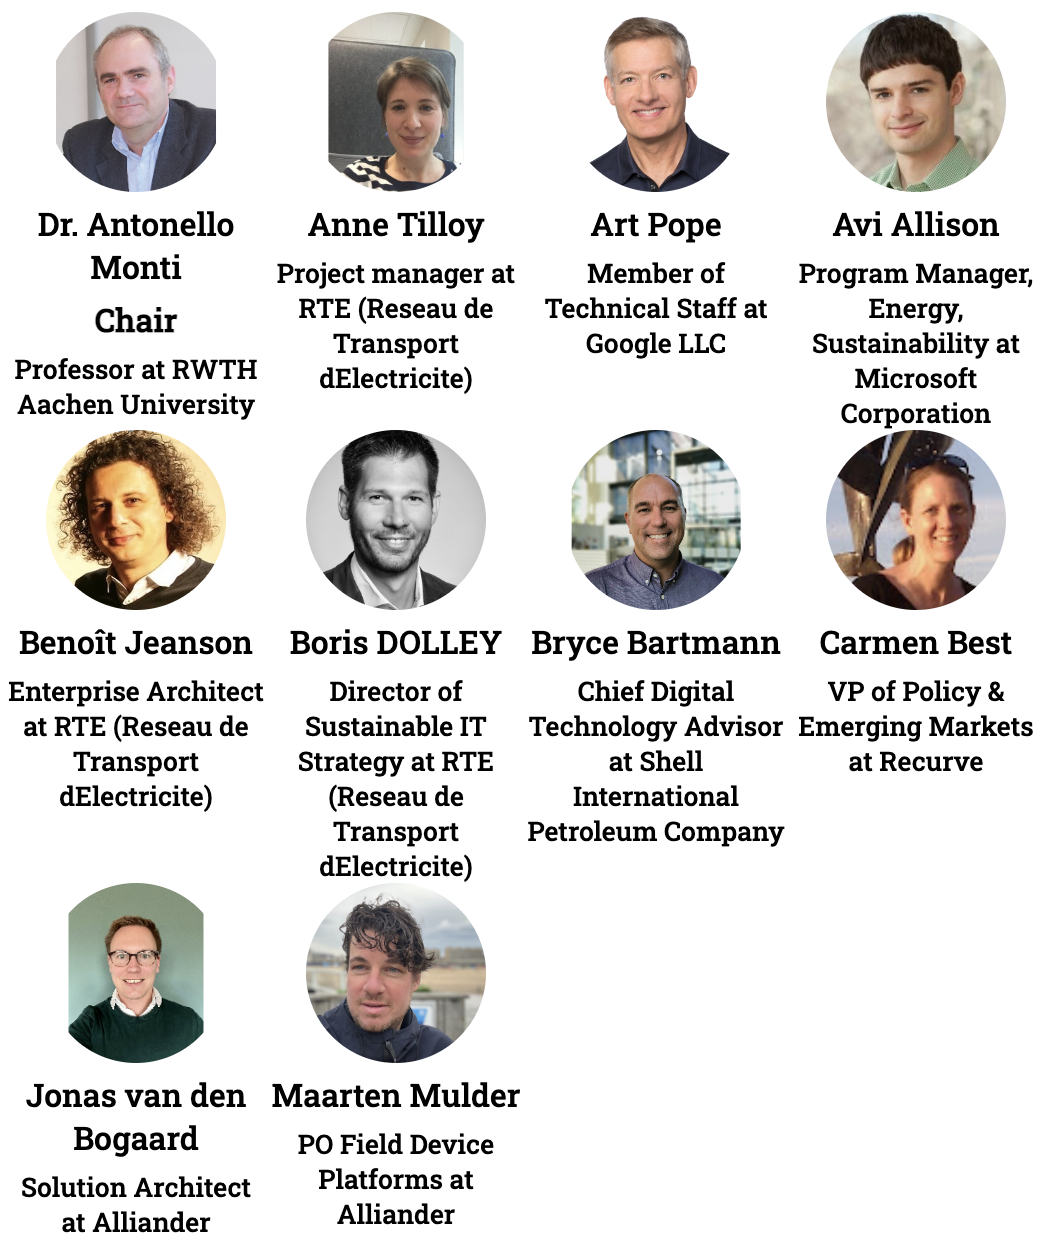 Dr. Antonello
Monti
Chair
Professor at RWTH
Aachen University
Anne Tilloy
Project manager at
RTE (Reseau de
Transport
dElectricite)
Art Pope
Member of
Technical Staff at
Google LLC
Avi Allison
Program Manager,
Energy,
Sustainability at
Microsoft
Corporation
Benoît Jeanson
Enterprise Architect
at RTE (Reseau de
Transport
dElectricite)
Boris DOLLEY
Director of
Sustainable IT
Strategy at RTE
(Reseau de
Transport
dElectricite)
Bryce Bartmann
Chief Digital
Technology Advisor
at Shell
International
Petroleum Company
Carmen Best
VP of Policy &
Emerging Markets
at Recurve
Jonas van den
Bogaard
Solution Architect
at Alliander
Maarten Mulder
PO Field Device
Platforms at
Alliander